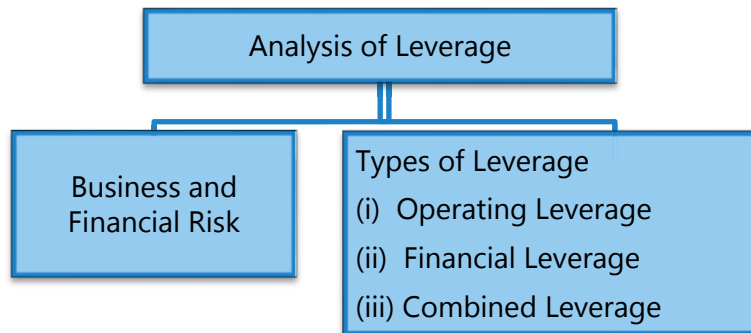 Analysis of Leverage
Business and
Financial Risk
Types of Leverage
(i) Operating Leverage
(ii) Financial Leverage
(iii) Combined Leverage